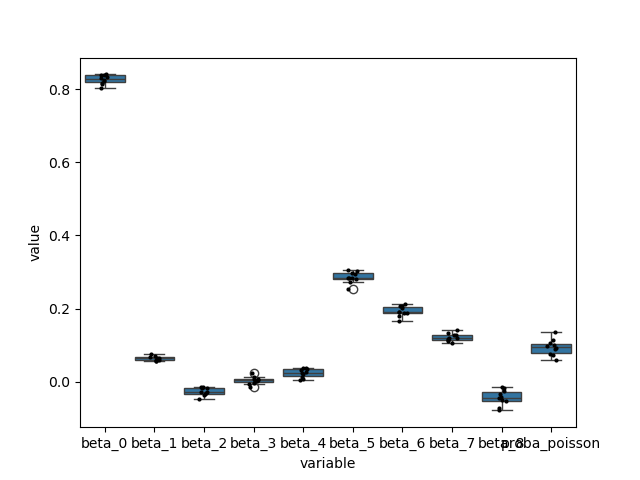 value
0.8
0.6
0.4
0.2
0.0
beta_0 beta_1 beta_2 beta_3 beta_4 beta_5 beta_6 beta_7 beta_8 proba_poisson
variable